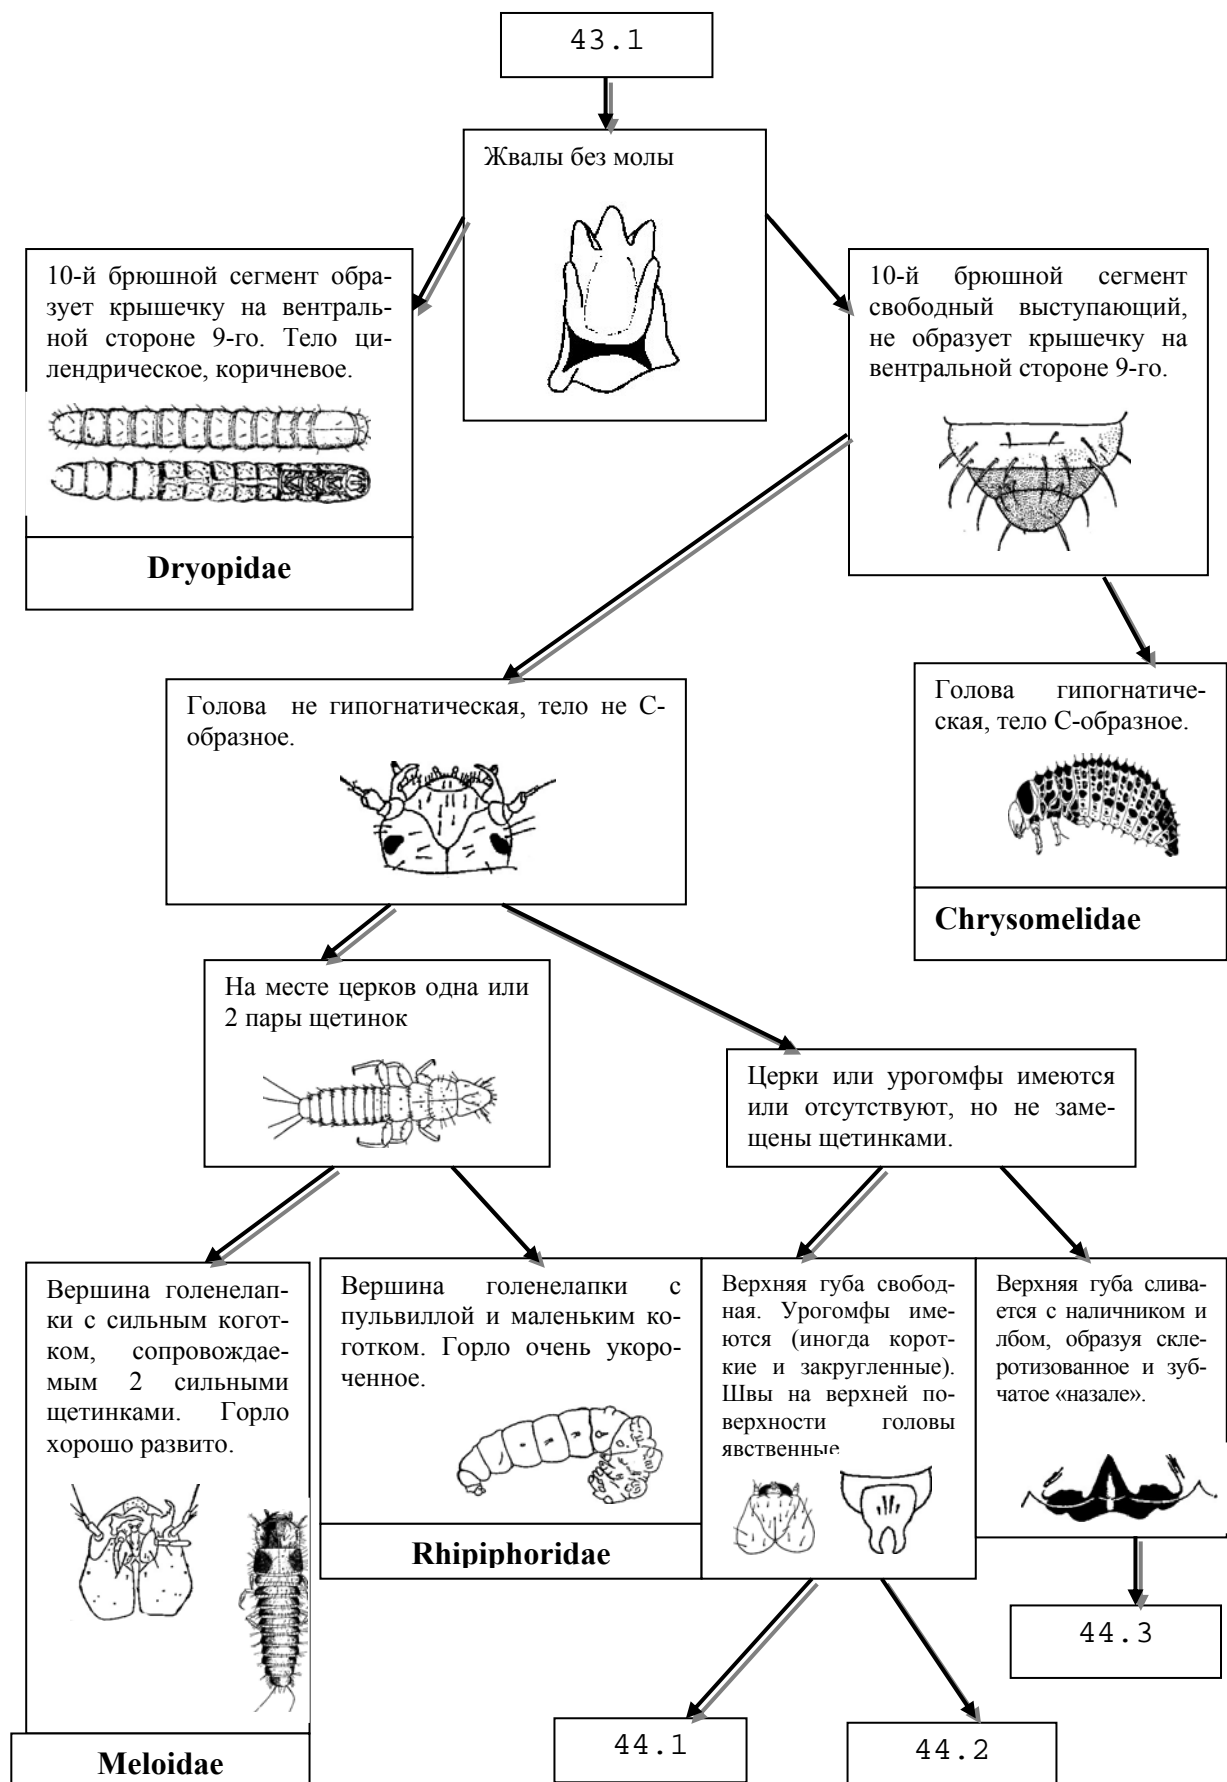 43.1
Жвалы без молы
10-й брюшной сегмент обра-
зует крышечку на вентраль-
ной стороне 9-го. Тело ци-
лендрическое, коричневое.
Dryopidae
10-й брюшной сегмент
свободный выступающий,
не образует крышечку на
вентральной стороне 9-го.
Голова не гипогнатическая, тело не С-
образное.
Голова гипогнатиче-
ская, тело С-образное.
Chrysomelidae
На месте церков одна или
2 пары щетинок
Церки или урогомфы имеются
или отсутствуют, но не заме-
щены щетинками.
Вершина голенелап-
ки с сильным когот-
ком, сопровождае-
мым 2 сильными
щетинками. Горло
хорошо развито.
Meloidae
Вершина голенелапки с
пульвиллой и маленьким ко-
готком. Горло очень укоро-
ченное.
Rhipiphoridae
Верхняя губа свобод-
ная. Урогомфы име-
ются (иногда корот-
кие и закругленные).
Швы на верхней по-
верхности головы
явственные
Верхняя губа слива-
ется с наличником и
лбом, образуя скле-
ротизованное и зуб-
чатое «назале».
44.3
44.1
44.2